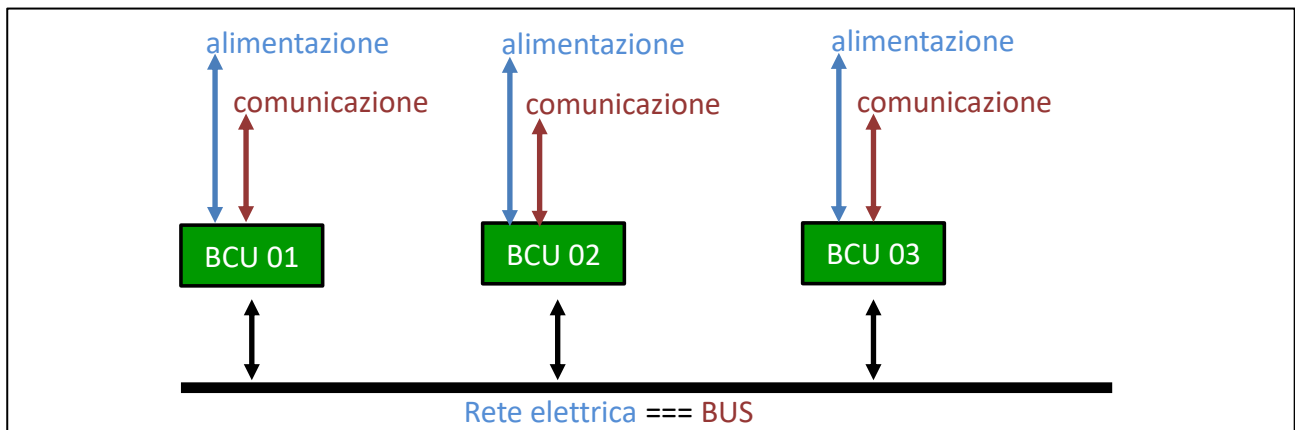 alimentazione alimentazione alimentazione
comunicazione comunicazione comunicazione
BCU 01 BCU 02 BCU 03
Rete elettrica === BUS